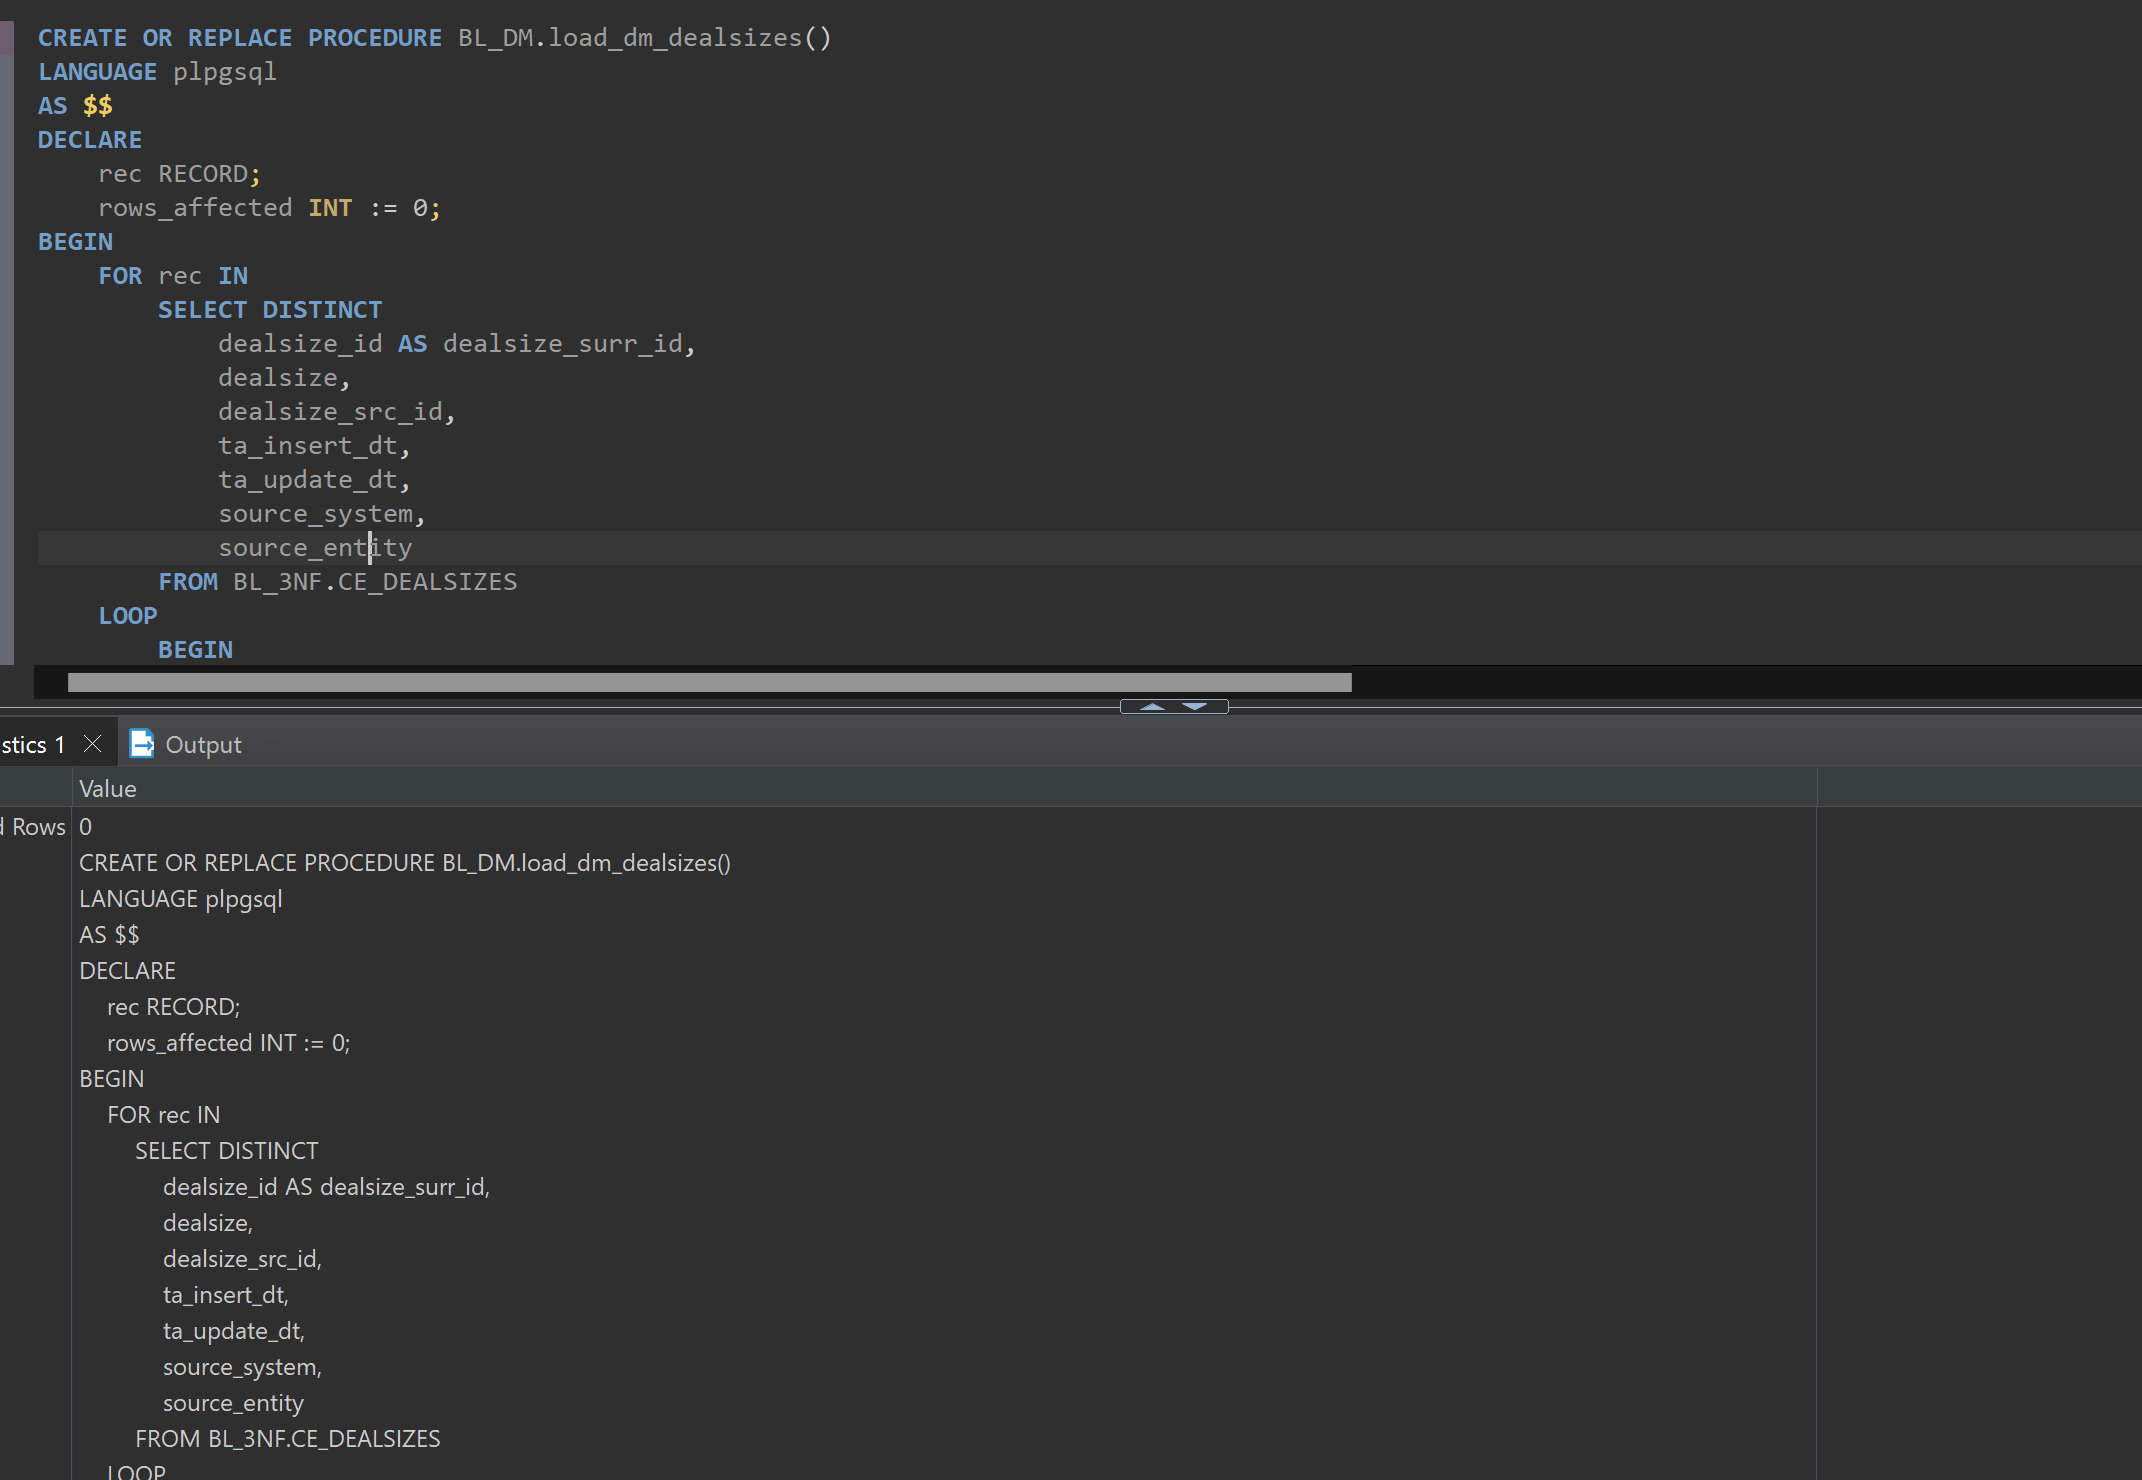 CREATE OR REPLACE PROCEDURE BL_DM.load_dm_dealsizes()
LANGUAGE plpgsql
AS $$
DECLARE
    rec RECORD;
    rows_affected INT := 0;
BEGIN
    FOR rec IN
        SELECT DISTINCT
            dealsize_id AS dealsize_surr_id,
            dealsize,
            dealsize_src_id,
            ta_insert_dt,
            ta_update_dt,
            source_system,
            source_entity
        FROM BL_3NF.CE_DEALSIZES
    LOOP
        BEGIN
stics 1 Output
Value
d Rows 0
CREATE OR REPLACE PROCEDURE BL_DM.load_dm_dealsizes()
LANGUAGE plpgsql
AS $$
DECLARE
    rec RECORD;
    rows_affected INT := 0;
BEGIN
    FOR rec IN
        SELECT DISTINCT
            dealsize_id AS dealsize_surr_id,
            dealsize,
            dealsize_src_id,
            ta_insert_dt,
            ta_update_dt,
            source_system,
            source_entity
        FROM BL_3NF.CE_DEALSIZES
    LOOP